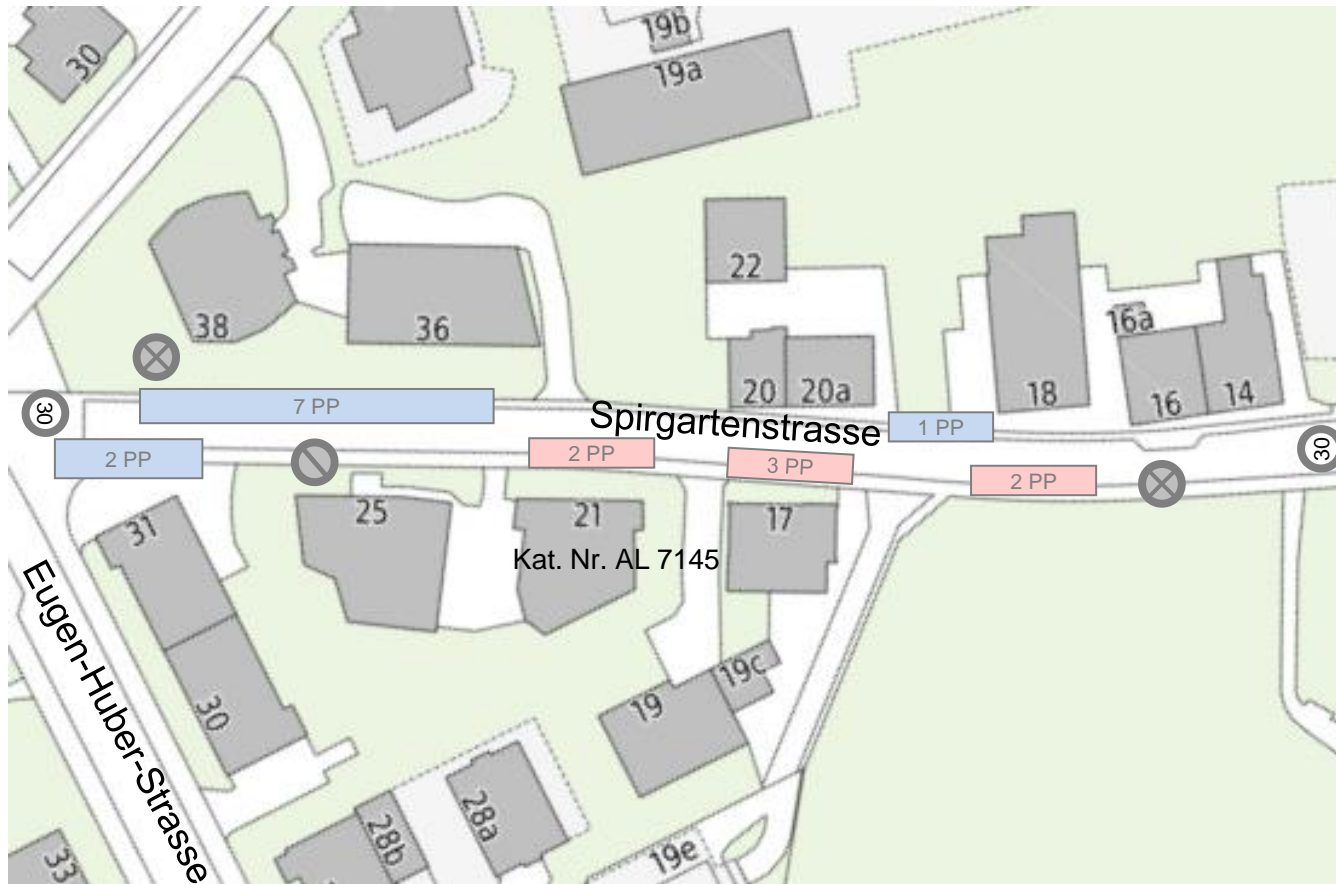 30
19b
19a
38
36
22
20
20a
18
16a
16
14
30
7 PP
Spirgartenstrasse
1 PP
30
2 PP
2 PP
3 PP
2 PP
31
25
21
17
Kat. Nr. AL 7145
Eugen-Huber-Strasse
30
19
19c
28b
28a
19e
33